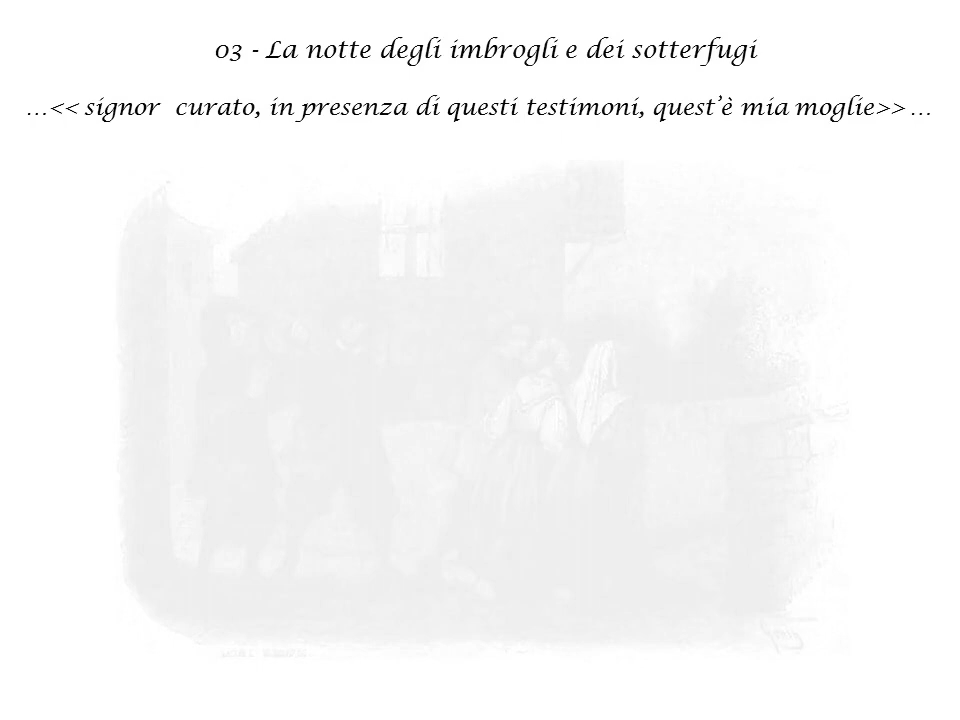 03 - La notte degli imbrogli e dei sotterfugi
...<< signor  curato, in presenza di questi testimoni, quest’è mia moglie>> ...